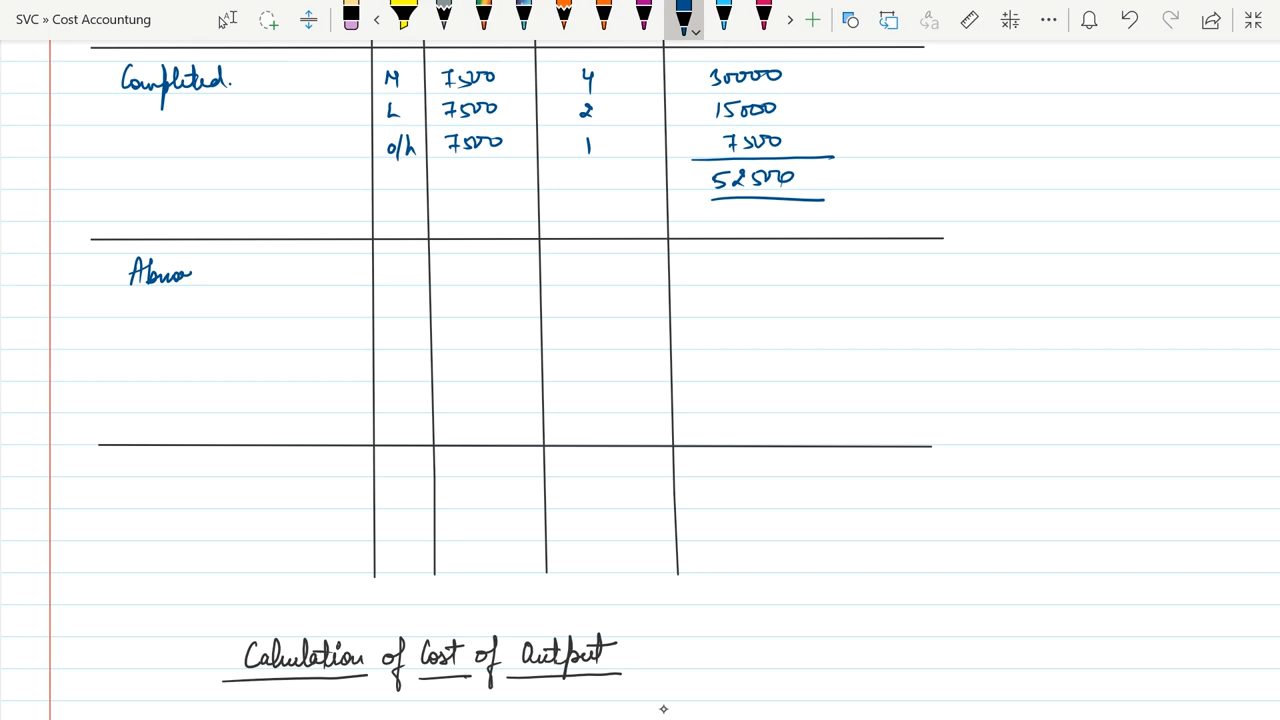 SVC » Cost Accountung
Completed. M 7500 4 30000
L 7500 2 15000
o/h 7500 1 7500
52500
Abno
Calculation of Cost of Output